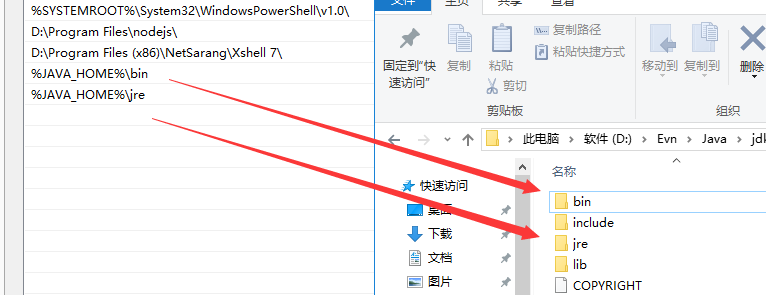 %SYSTEMROOT%\System32\WindowsPowerShell\v1.0\
D:\Program Files\nodejs\
D:\Program Files (x86)\NetSarang\Xshell 7\
%JAVA_HOME%\bin
%JAVA_HOME%\jre
文件 主页 共享 查看
固定到"快速访问"
复制
粘贴
复制路径
粘贴快捷方式
剪切
移动到
复制到
删除
剪贴板
组织
此电脑 软件 (D:) Evn Java jdk
名称
快速访问
桌面
下载
文档
图片
bin
include
jre
lib
COPYRIGHT